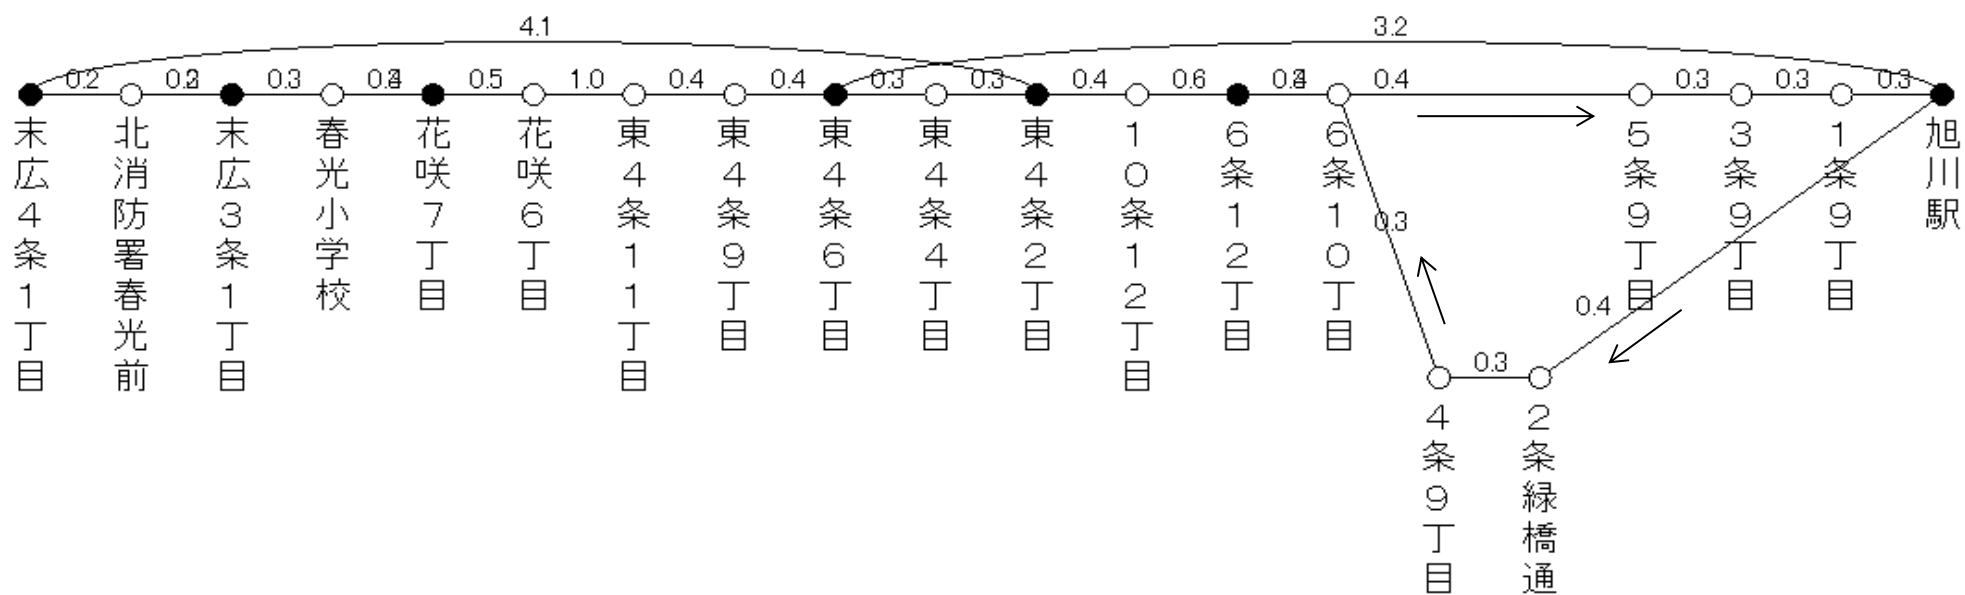 4.1
3.2
0.2
0.3
0.5
1.0
0.4
0.4
0.3
0.3
0.4
0.6
0.4
0.3
0.3
0.3
末広4条1丁目
北消防署春光前
末広3条1丁目
春光小学校
花咲7丁目
花咲6丁目
東4条11丁目
東4条9丁目
東4条6丁目
東4条4丁目
東4条2丁目
10条12丁目
6条12丁目
6条10丁目
5条9丁目
3条9丁目
1条9丁目
旭川駅
0.3
0.4
0.3
4条9丁目
2条緑橋通